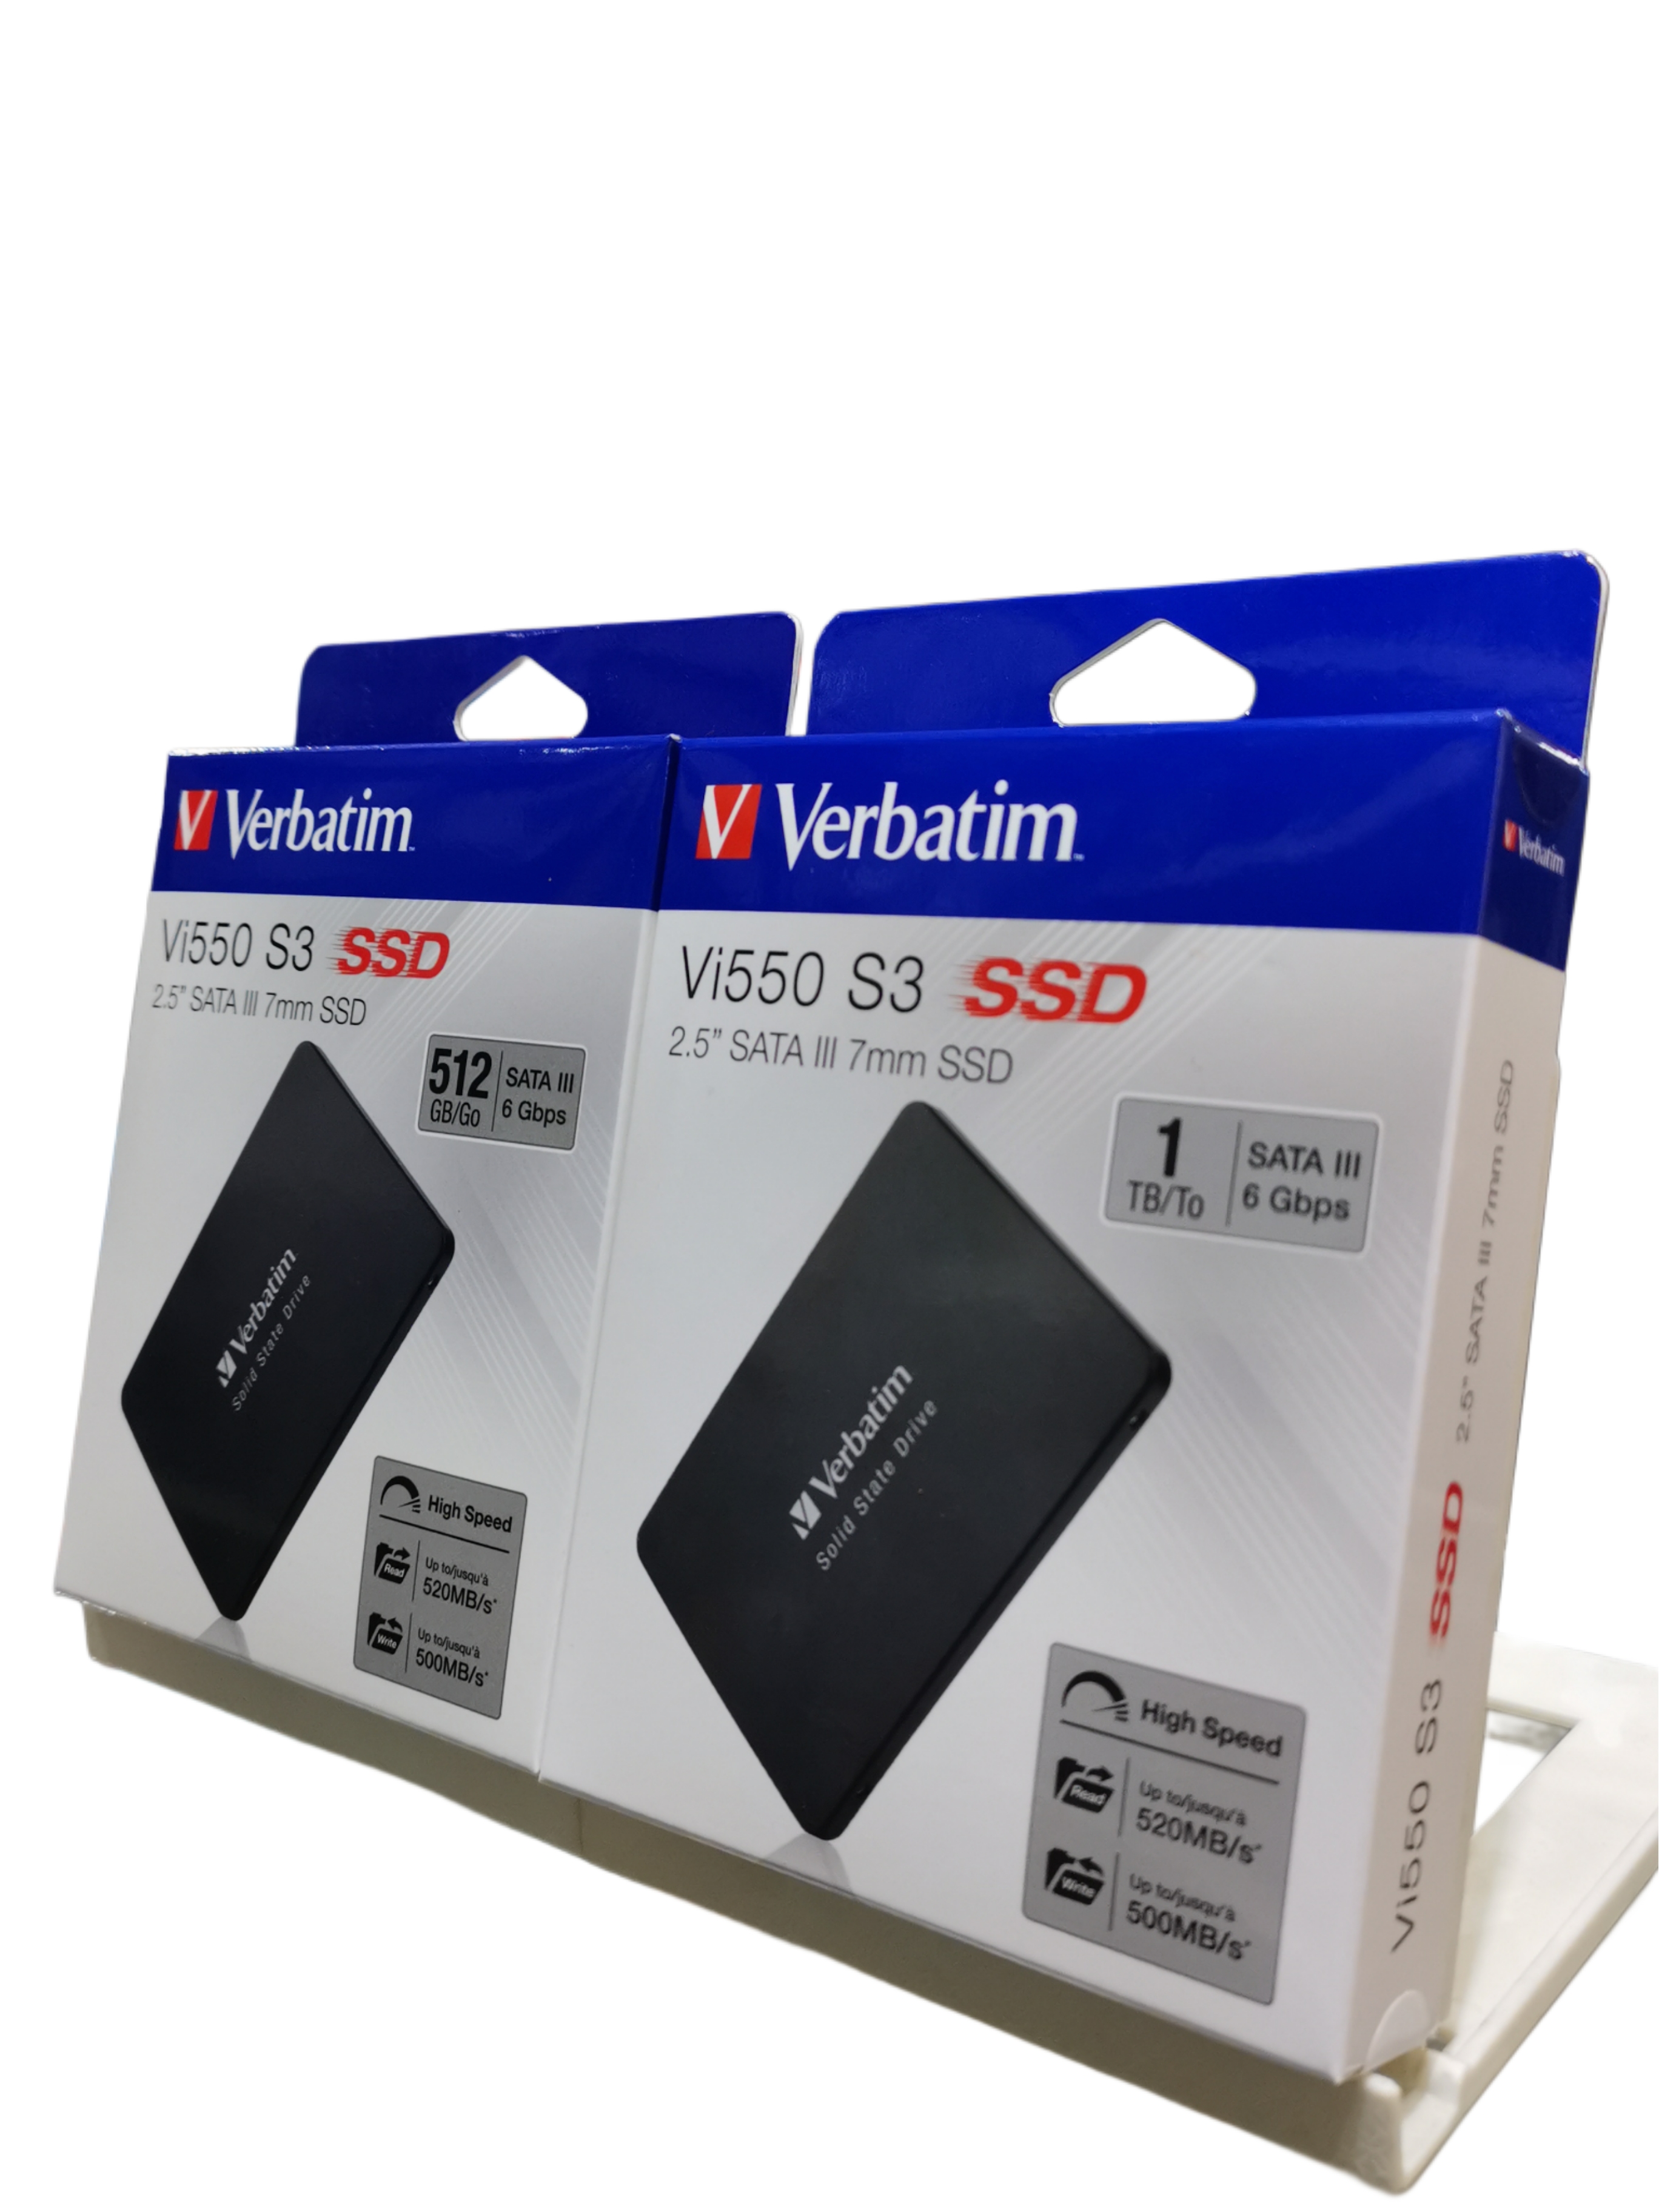 Verbatim
Vi550 S3 SSD
2.5" SATA III 7mm SSD
512
GB/Go
SATA III
6 Gbps
Verbatim
Solid State Drive
High Speed
Read
Up to/jusqu'à
520MB/s*
Write
Up to/jusqu'à
500MB/s*
Verbatim
Vi550 S3 SSD
2.5" SATA III 7mm SSD
1
TB/To
SATA III
6 Gbps
Verbatim
Solid State Drive
High Speed
Read
Up to/jusqu'à
520MB/s*
Write
Up to/jusqu'à
500MB/s*
Verbatim
Vi550 S3 SSD 2.5" SATA III 7mm SSD